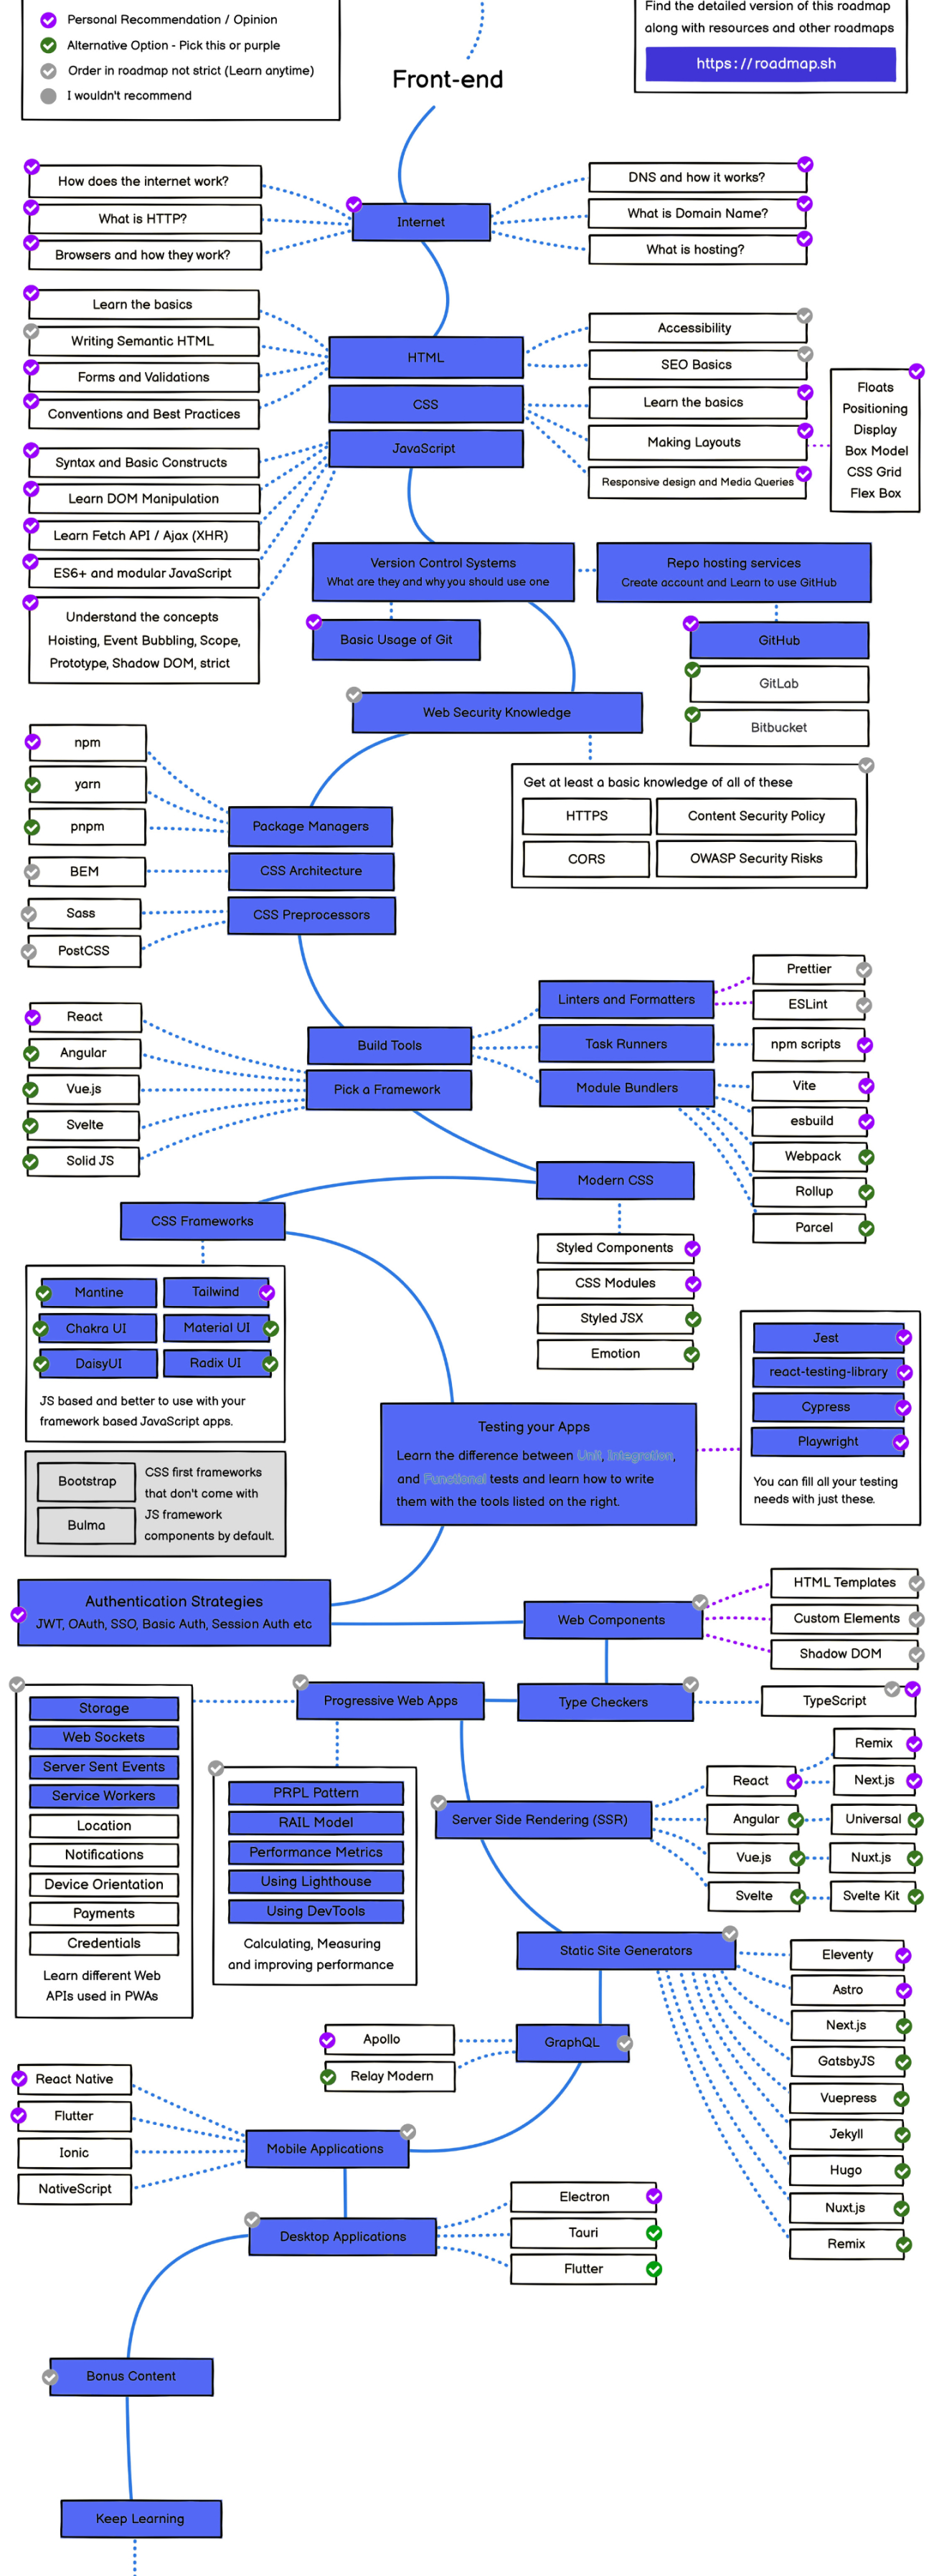 Personal Recommendation / Opinion
Alternative Option - Pick this or purple
Order in roadmap not strict (Learn anytime)
I wouldn't recommend
Find the detailed version of this roadmap
along with resources and other roadmaps
https://roadmap.sh
Front-end
How does the internet work?
What is HTTP?
Browsers and how they work?
Internet
DNS and how it works?
What is Domain Name?
What is hosting?
Learn the basics
Writing Semantic HTML
Forms and Validations
Conventions and Best Practices
HTML
Accessibility
SEO Basics
CSS
Learn the basics
Making Layouts
Responsive design and Media Queries
Floats
Positioning
Display
Box Model
CSS Grid
Flex Box
JavaScript
Syntax and Basic Constructs
Learn DOM Manipulation
Learn Fetch API / Ajax (XHR)
ES6+ and modular JavaScript
Understand the concepts
Hoisting, Event Bubbling, Scope,
Prototype, Shadow DOM, strict
Version Control Systems
What are they and why you should use one
Basic Usage of Git
Repo hosting services
Create account and Learn to use GitHub
GitHub
GitLab
Bitbucket
Web Security Knowledge
Get at least a basic knowledge of all of these
HTTPS
Content Security Policy
CORS
OWASP Security Risks
npm
yarn
pnpm
Package Managers
BEM
CSS Architecture
Sass
PostCSS
CSS Preprocessors
Build Tools
Linters and Formatters
Prettier
ESLint
Task Runners
npm scripts
Module Bundlers
Vite
esbuild
Webpack
Rollup
Parcel
React
Angular
Vue.js
Svelte
Solid JS
Pick a Framework
Modern CSS
Styled Components
CSS Modules
Styled JSX
Emotion
CSS Frameworks
Mantine
Tailwind
Chakra UI
Material UI
DaisyUI
Radix UI
JS based and better to use with your
framework based JavaScript apps.
Bootstrap
Bulma
CSS first frameworks
that don't come with
JS framework
components by default.
Testing your Apps
Learn the difference between Unit, Integration,
and Functional tests and learn how to write
them with the tools listed on the right.
Jest
react-testing-library
Cypress
Playwright
You can fill all your testing
needs with just these.
Authentication Strategies
JWT, OAuth, SSO, Basic Auth, Session Auth etc
Web Components
HTML Templates
Custom Elements
Shadow DOM
Type Checkers
TypeScript
Progressive Web Apps
Storage
Web Sockets
Server Sent Events
Service Workers
Location
Notifications
Device Orientation
Payments
Credentials
Learn different Web
APIs used in PWAs
PRPL Pattern
RAIL Model
Performance Metrics
Using Lighthouse
Using DevTools
Calculating, Measuring
and improving performance
Server Side Rendering (SSR)
React
Remix
Next.js
Angular
Universal
Vue.js
Nuxt.js
Svelte
Svelte Kit
Static Site Generators
Eleventy
Astro
Next.js
GatsbyJS
Vuepress
Jekyll
Hugo
Nuxt.js
Remix
GraphQL
Apollo
Relay Modern
Mobile Applications
React Native
Flutter
Ionic
NativeScript
Desktop Applications
Electron
Tauri
Flutter
Bonus Content
Keep Learning